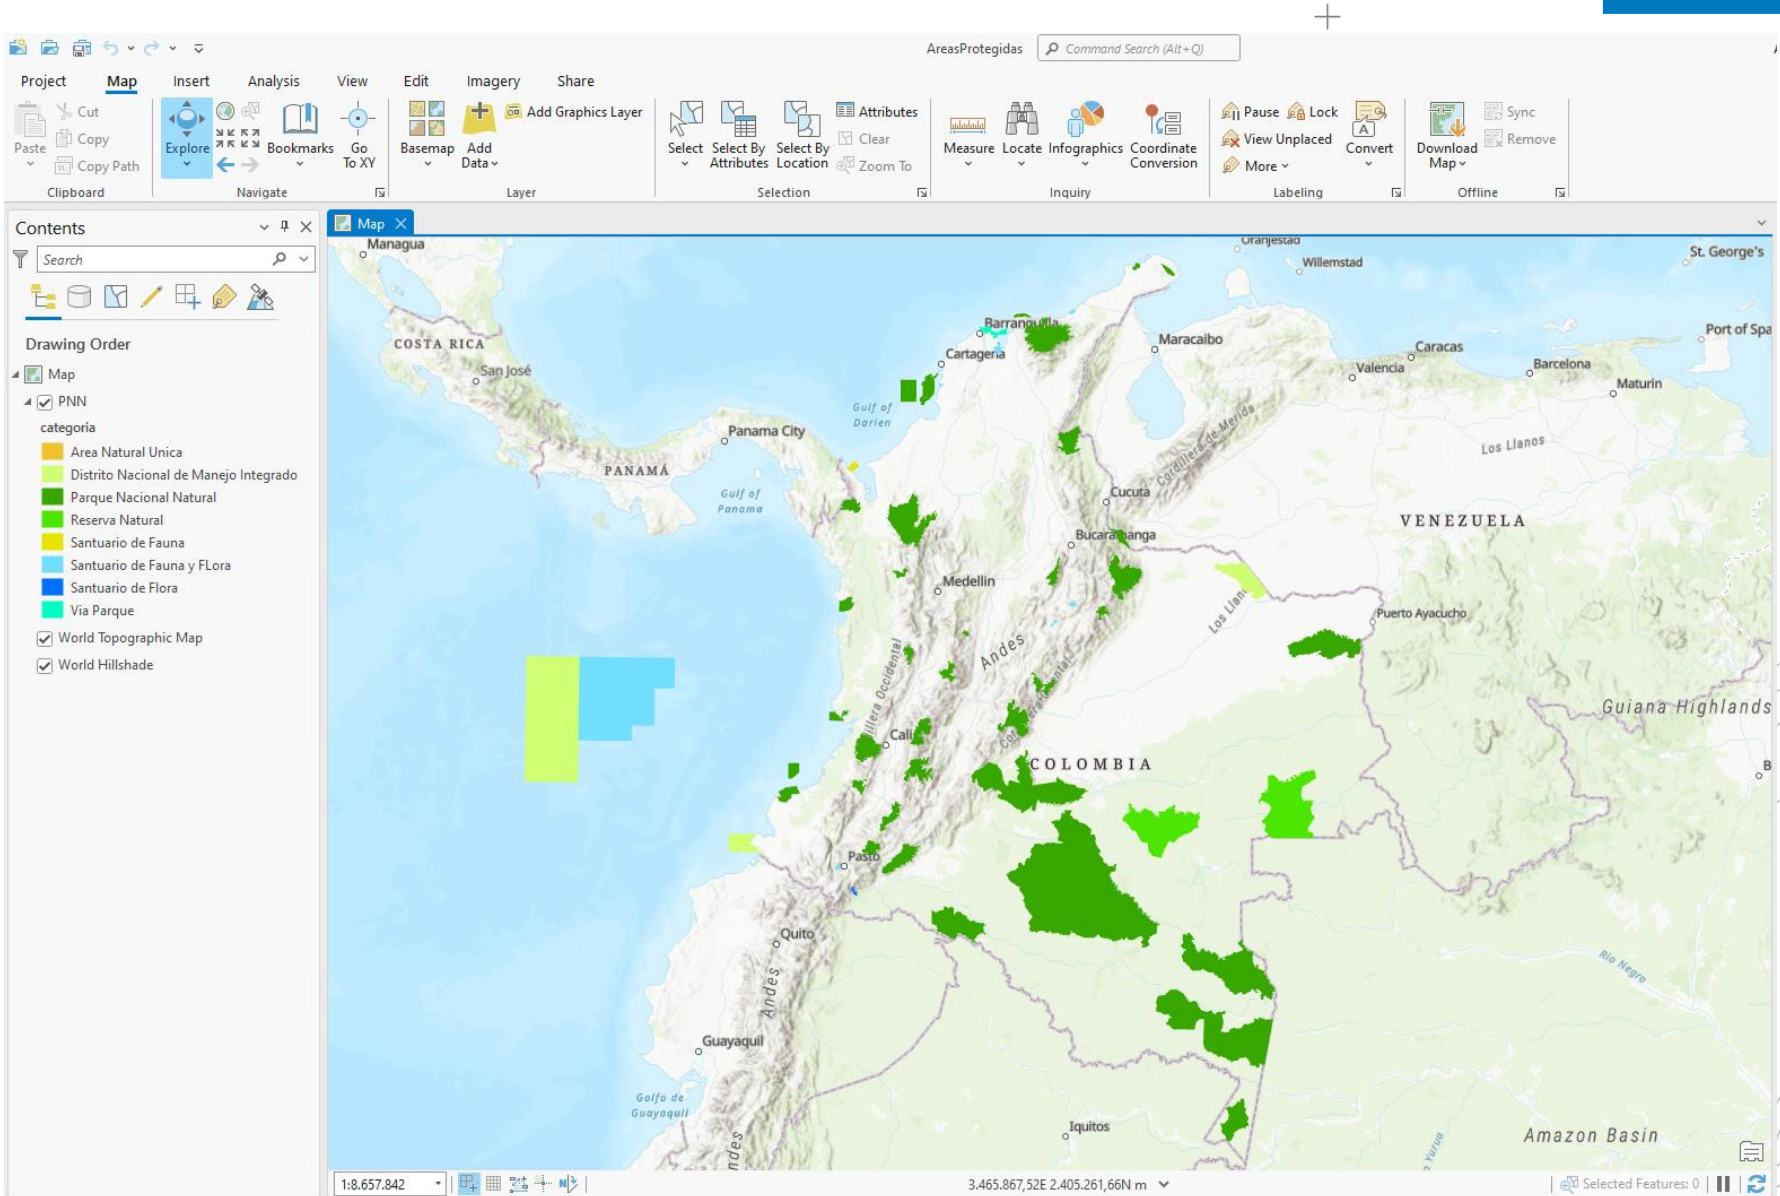 AreasProtegidas
Command Search (Alt+Q)
Project Map Insert Analysis View Edit Imagery Share
Paste
Cut
Copy
Copy Path
Clipboard
Explore
Bookmarks
Go
To XY
Navigate
Basemap
Add
Data
Add Graphics Layer
Layer
Select
Select By
Attributes
Select By
Location
Attributes
Clear
Zoom To
Selection
Measure
Locate
Infographics
Coordinate
Conversion
Inquiry
Pause
Lock
View Unplaced
More
Convert
Labeling
Download
Map
Sync
Remove
Offline
Contents
Search
Drawing Order
Map
PNN
categoria
Area Natural Unica
Distrito Nacional de Manejo Integrado
Parque Nacional Natural
Reserva Natural
Santuario de Fauna
Santuario de Fauna y FLora
Santuario de Flora
Via Parque
World Topographic Map
World Hillshade
Map
Managua
Oranjestad
Willemstad
St. George's
Barranquilla
Port of Spa
COSTA RICA
Maracaibo
Caracas
Cartagena
San José
Valencia
Barcelona
Maturin
Gulf of
Darien
Cordillera de Merida
Panama City
Los Llanos
PANAMÁ
Gulf of
Panama
Cucuta
VENEZUELA
Bucaramanga
Medellin
Los Llan
Puerto Ayacucho
Andes
Cordillera Oriental
llera Occidental
Guiana Highlands
Cali
COLOMBIA
B
Pasto
Quito
Rio Negro
Andes
Guayaquil
Golfo de
Guayaquil
Iquitos
Amazon Basin
Yurua
ndes
1:8.657.842
3.465.867,52E 2.405.261,66N m
Selected Features: 0